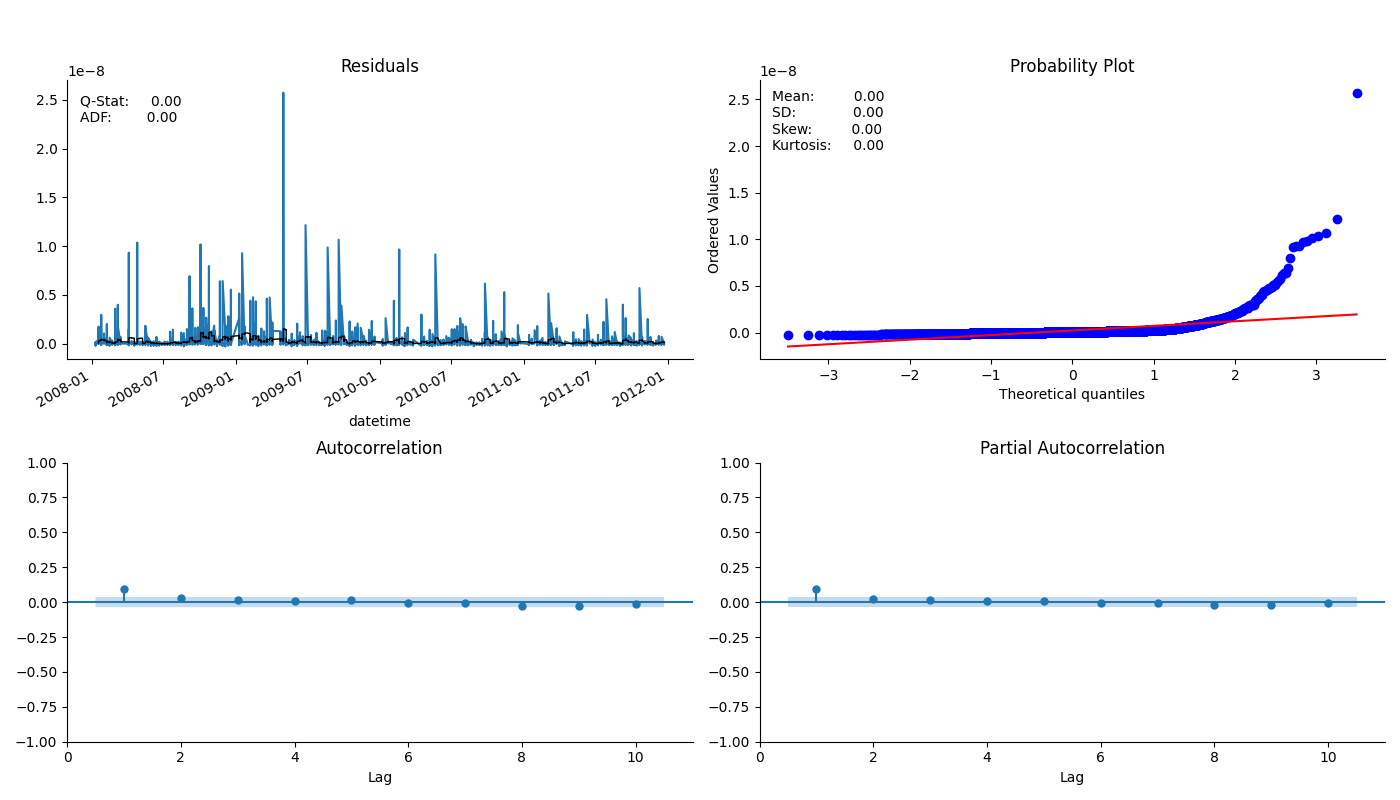 Residuals
1e−8
Q-Stat: 0.00
ADF: 0.00
2.5
2.0
1.5
1.0
0.5
0.0
2008-01 2008-07 2009-01 2009-07 2010-01 2010-07 2011-01 2011-07 2012-01
datetime
Probability Plot
1e−8
Mean: 0.00
SD: 0.00
Skew: 0.00
Kurtosis: 0.00
Ordered Values
2.5
2.0
1.5
1.0
0.5
0.0
−3 −2 −1 0 1 2 3
Theoretical quantiles
Autocorrelation
1.00
0.75
0.50
0.25
0.00
−0.25
−0.50
−0.75
−1.00
0 2 4 6 8 10
Lag
Partial Autocorrelation
1.00
0.75
0.50
0.25
0.00
−0.25
−0.50
−0.75
−1.00
0 2 4 6 8 10
Lag